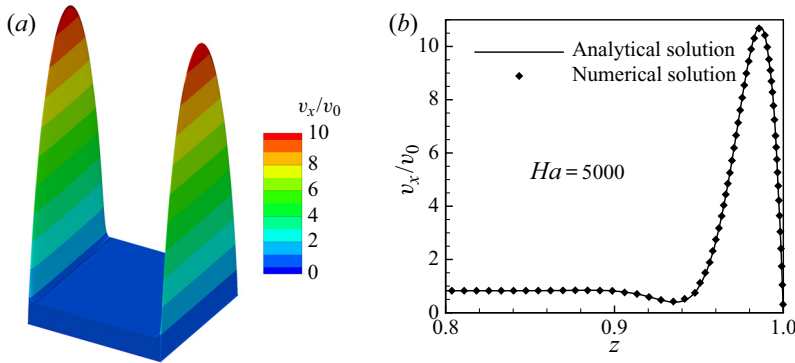 (a)
v_x/v_0
10
8
6
4
2
0
(b)
10
8
6
4
2
0
v_x/v_0
Analytical solution
Numerical solution
Ha = 5000
0.8
0.9
1.0
z